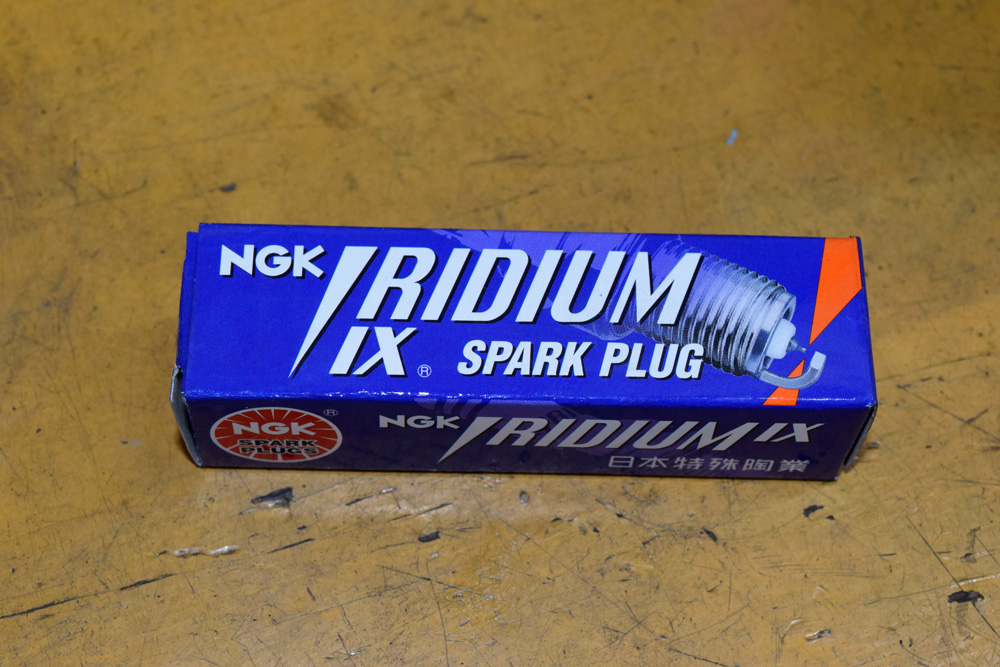 NGK IRIDIUM
IX ® SPARK PLUG
NGK ®
SPARK
PLUGS
NGK IRIDIUM IX
日本特殊陶業